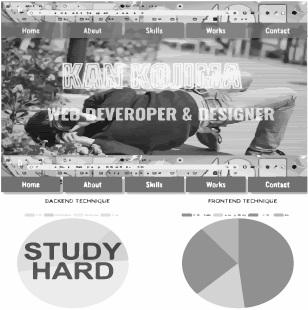 Home About Skills Works Contact
KAN KOJIMA
WEB DEVEROPER & DESIGNER
Home About Skills Works Contact
BACKEND TECHNIQUE FRONTEND TECHNIQUE
STUDY
HARD